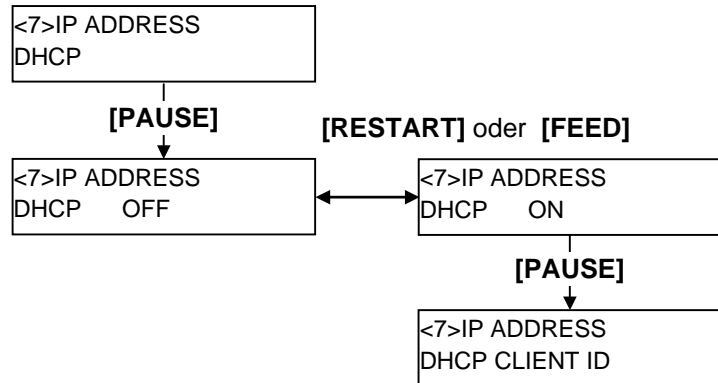 <7>IP ADDRESS
DHCP
[PAUSE]
[RESTART] oder [FEED]
<7>IP ADDRESS
DHCP OFF
<7>IP ADDRESS
DHCP ON
[PAUSE]
<7>IP ADDRESS
DHCP CLIENT ID